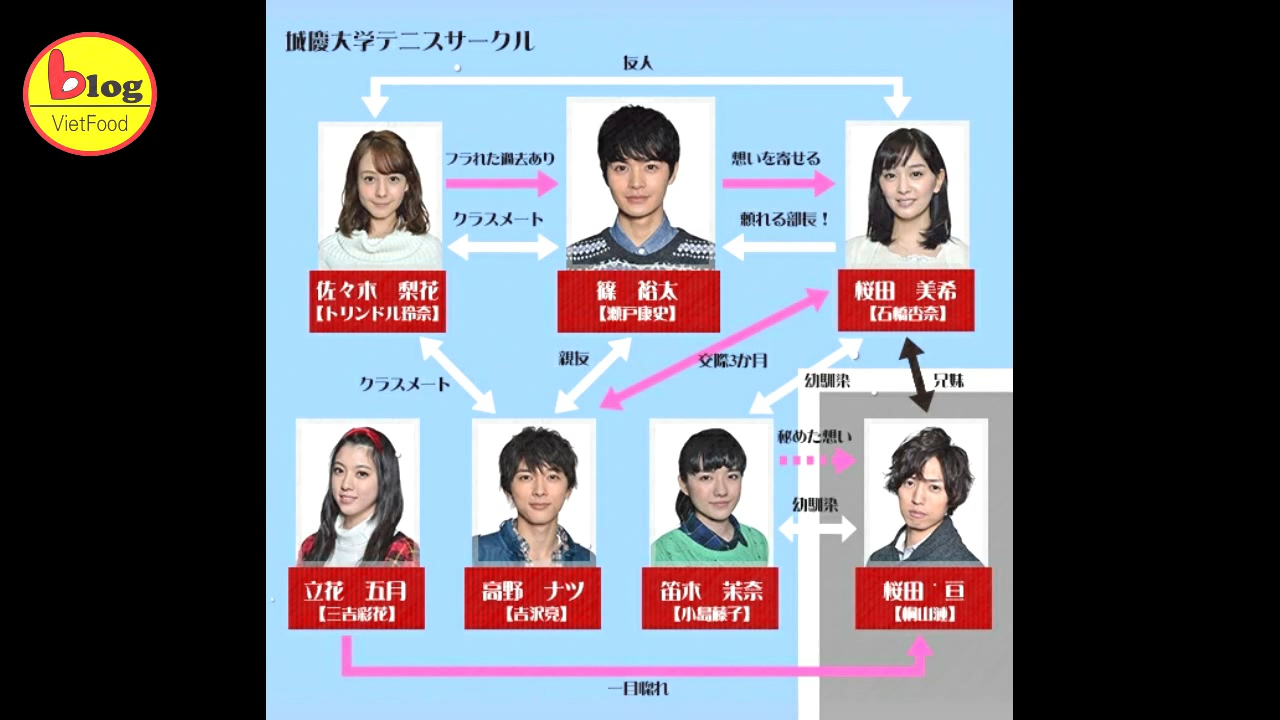 blog
VietFood
城慶大学テニスサークル
友人
フラれた過去あり
想いを寄せる
クラスメート
頼れる部長！
佐々木 梨花
【トリンドル玲奈】
篠 裕太
【瀬戸康史】
桜田 美希
【石橋杏奈】
クラスメート
親友
交際3か月
幼馴染
兄妹
秘めた想い
幼馴染
立花 五月
【三吉彩花】
高野 ナツ
【吉沢亮】
笛木 茉奈
【小島藤子】
桜田 亘
【桐山漣】
一目惚れ